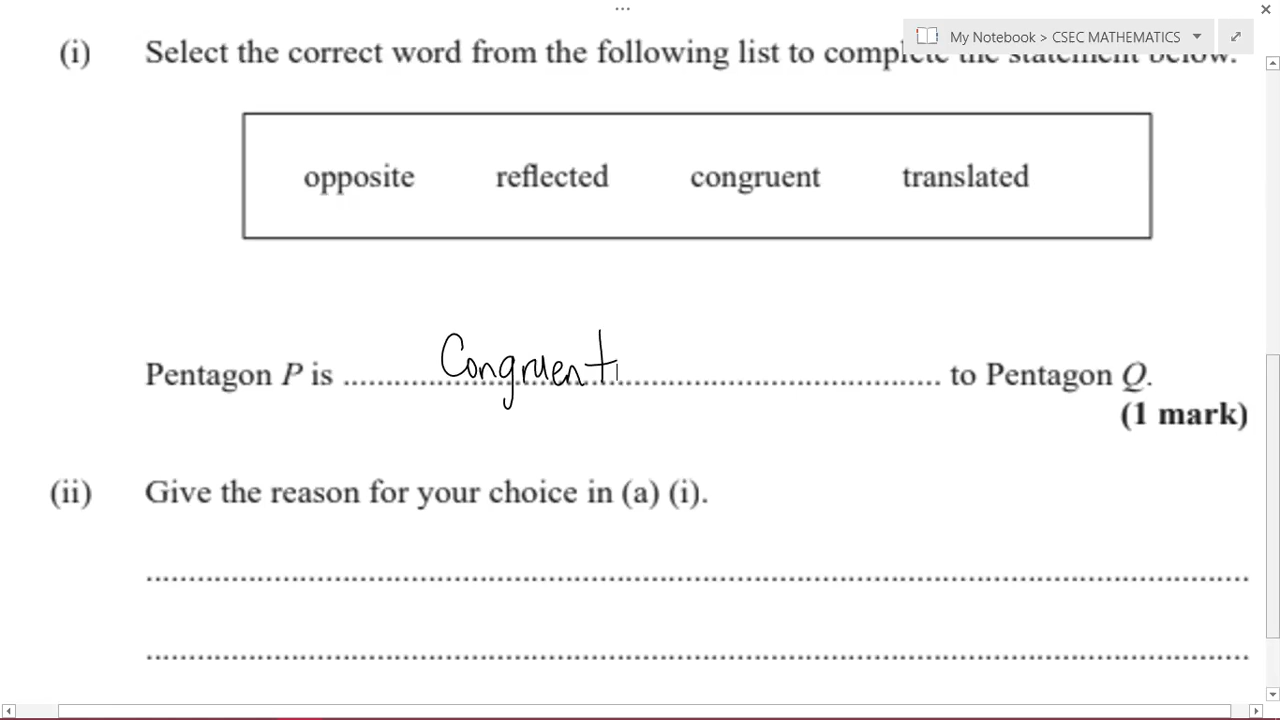 ...
My Notebook > CSEC MATHEMATICS
(i) Select the correct word from the following list to complete the statement below.
opposite reflected congruent translated
Pentagon P is ........ Congruent ........ to Pentagon Q.
(1 mark)
(ii) Give the reason for your choice in (a) (i).